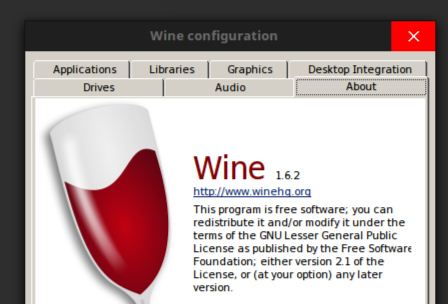 Wine configuration
Applications Libraries Graphics Desktop Integration
Drives Audio About
Wine 1.6.2
http://www.winehq.org
This program is free software; you can
redistribute it and/or modify it under the
terms of the GNU Lesser General Public
License as published by the Free Software
Foundation; either version 2.1 of the
License, or (at your option) any later
version.